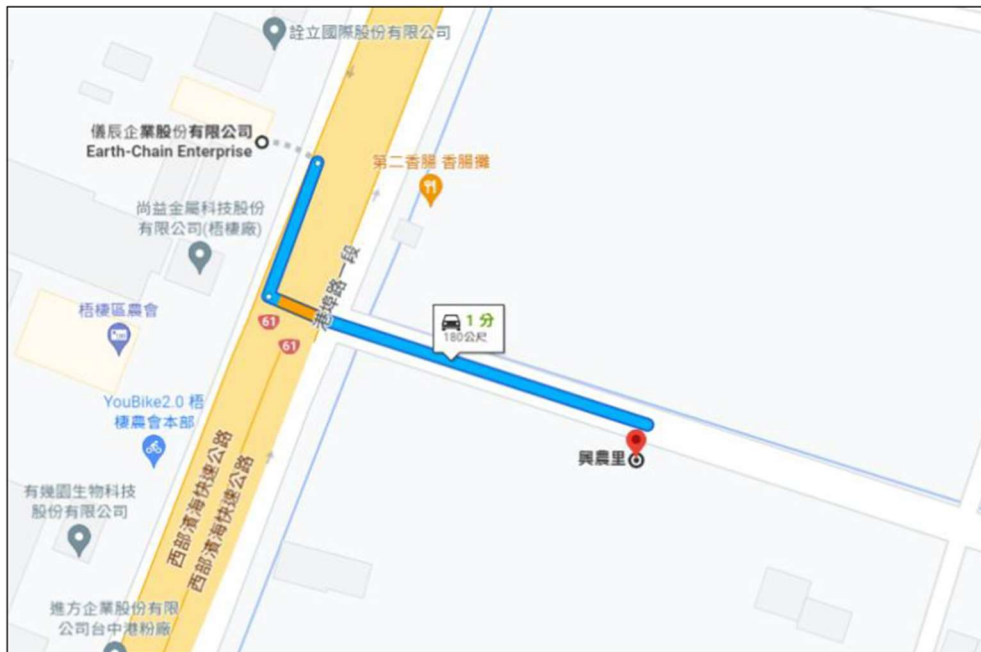 詮立國際股份有限公司
儀辰企業股份有限公司
Earth-Chain Enterprise
第二香腸 香腸攤
尚益金屬科技股份
有限公司(梧棲廠)
港埠路一段
1 分
180公尺
梧棲區農會
61
61
YouBike2.0 梧
棲農會本部
興農里
西部濱海快速公路
西部濱海快速公路
有幾園生物科技
股份有限公司
進方企業股份有限
公司台中港粉廠